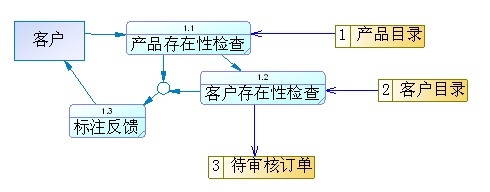 1.1
产品存在性检查
客户
1 产品目录
1.2
客户存在性检查
2 客户目录
1.3
标注反馈
3 待审核订单